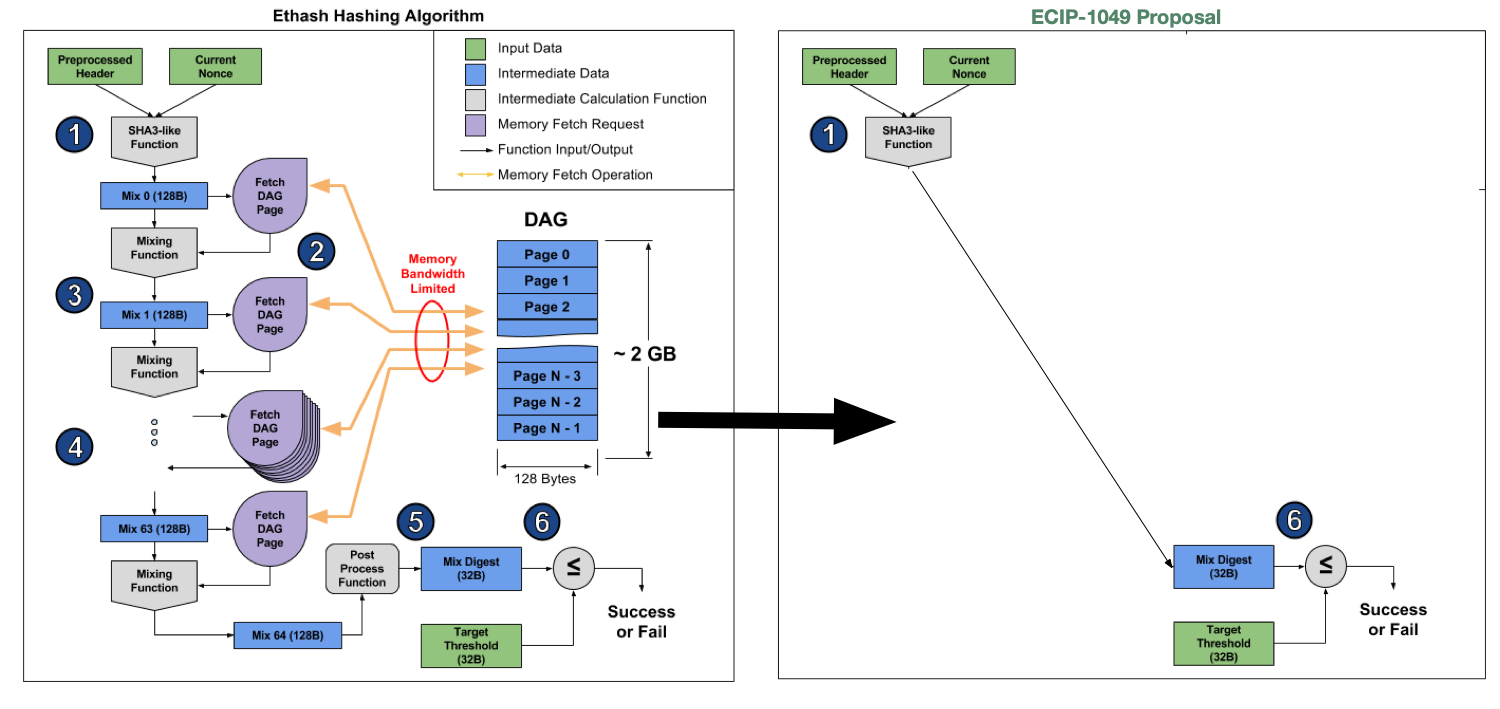 Ethash Hashing Algorithm
Preprocessed
Header
Current
Nonce
Input Data
Intermediate Data
Intermediate Calculation Function
Memory Fetch Request
Function Input/Output
Memory Fetch Operation
1
SHA3-like
Function
Mix 0 (128B)
Fetch
DAG
Page
Mixing
Function
2
3
Mix 1 (128B)
Fetch
DAG
Page
Mixing
Function
Memory
Bandwidth
Limited
DAG
Page 0
Page 1
Page 2
Page N - 3
Page N - 2
Page N - 1
~ 2 GB
128 Bytes
4
Fetch
DAG
Page
Mix 63 (128B)
Fetch
DAG
Page
Mixing
Function
Mix 64 (128B)
Post
Process
Function
5
Mix Digest
(32B)
6
≤
Target
Threshold
(32B)
Success
or Fail
ECIP-1049 Proposal
Preprocessed
Header
Current
Nonce
1
SHA3-like
Function
6
Mix Digest
(32B)
≤
Target
Threshold
(32B)
Success
or Fail